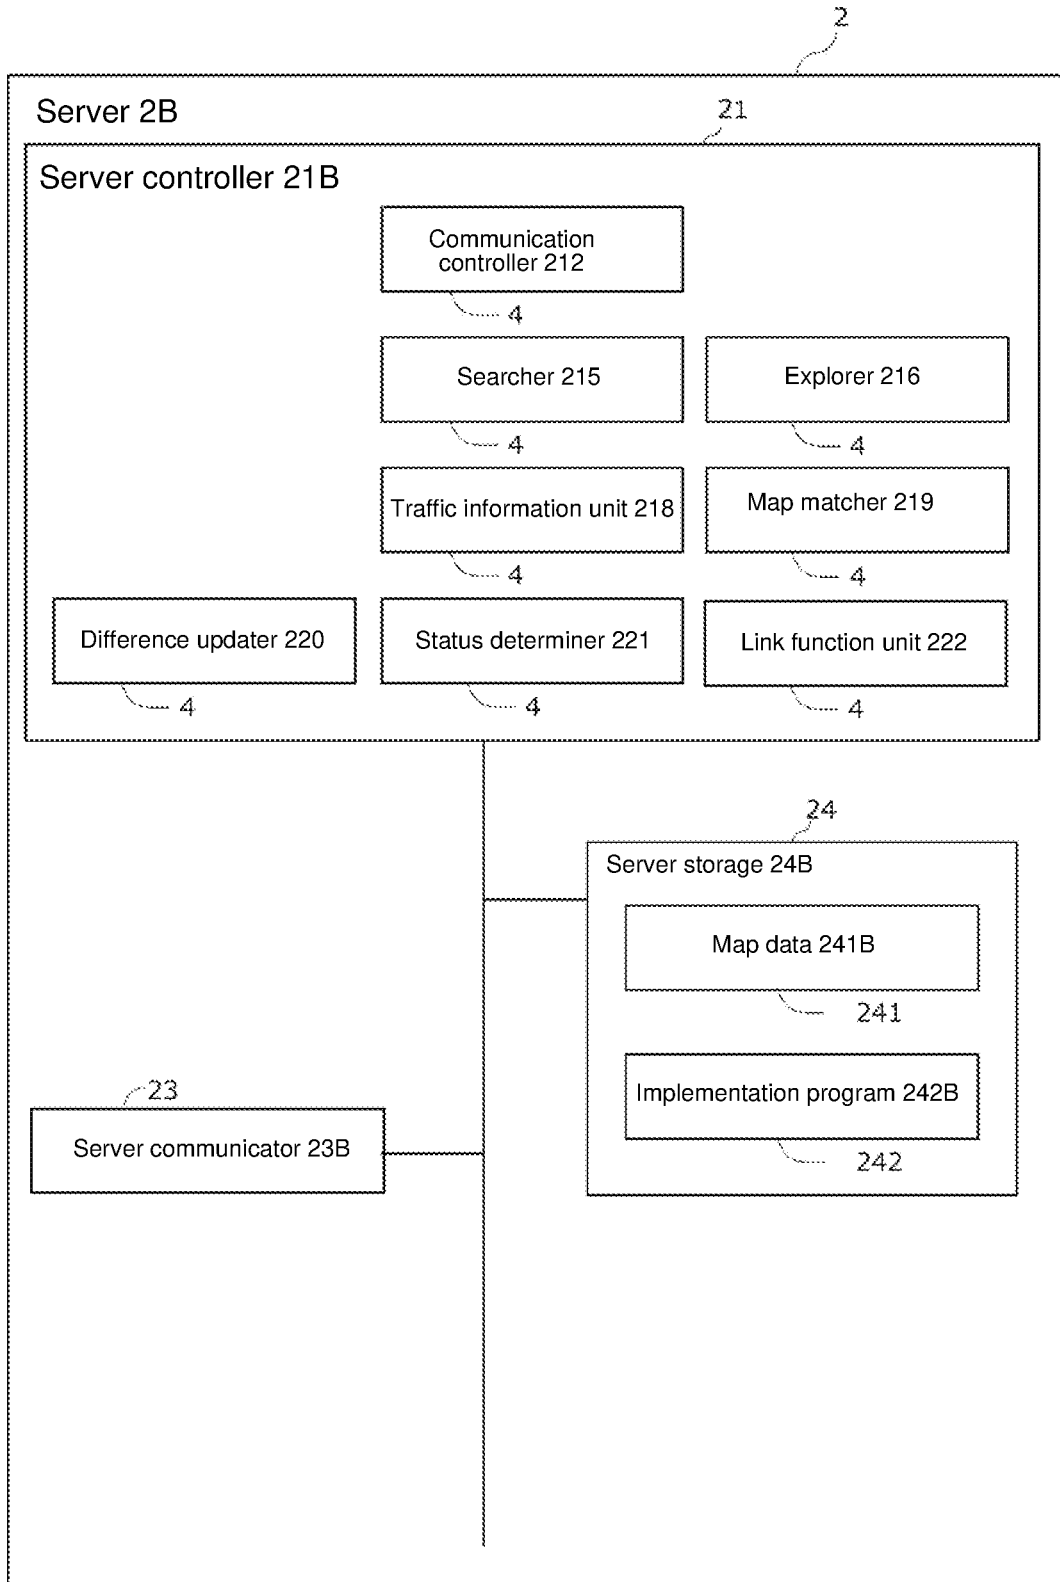 2
Server 2B
21
Server controller 21B
Communication
controller 212
4
Searcher 215
Explorer 216
4
4
Traffic information unit 218
Map matcher 219
4
4
Difference updater 220
Status determiner 221
Link function unit 222
4
4
4
24
Server storage 24B
Map data 241B
241
Implementation program 242B
242
23
Server communicator 23B